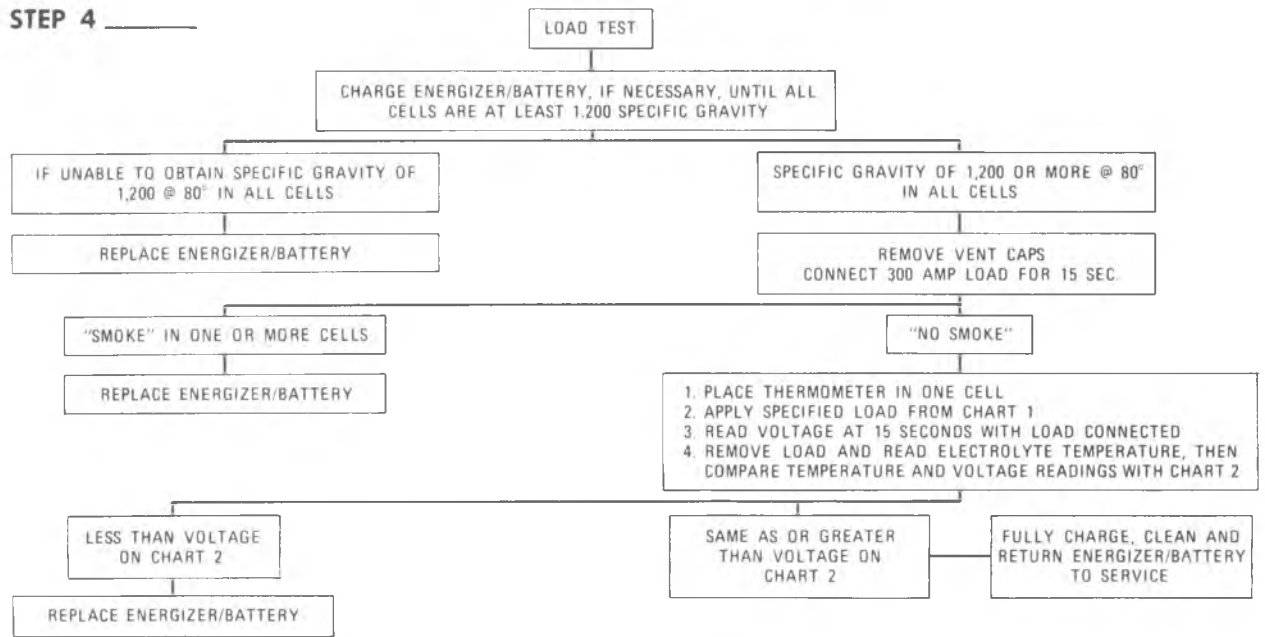 STEP 4
LOAD TEST
CHARGE ENERGIZER/BATTERY, IF NECESSARY, UNTIL ALL
CELLS ARE AT LEAST 1.200 SPECIFIC GRAVITY
IF UNABLE TO OBTAIN SPECIFIC GRAVITY OF
1,200 @ 80° IN ALL CELLS
REPLACE ENERGIZER/BATTERY
SPECIFIC GRAVITY OF 1,200 OR MORE @ 80°
IN ALL CELLS
REMOVE VENT CAPS
CONNECT 300 AMP LOAD FOR 15 SEC.
"SMOKE" IN ONE OR MORE CELLS
REPLACE ENERGIZER/BATTERY
"NO SMOKE"
1. PLACE THERMOMETER IN ONE CELL
2. APPLY SPECIFIED LOAD FROM CHART 1
3. READ VOLTAGE AT 15 SECONDS WITH LOAD CONNECTED
4. REMOVE LOAD AND READ ELECTROLYTE TEMPERATURE, THEN
COMPARE TEMPERATURE AND VOLTAGE READINGS WITH CHART 2
LESS THAN VOLTAGE
ON CHART 2
REPLACE ENERGIZER/BATTERY
SAME AS OR GREATER
THAN VOLTAGE ON
CHART 2
FULLY CHARGE, CLEAN AND
RETURN ENERGIZER/BATTERY
TO SERVICE